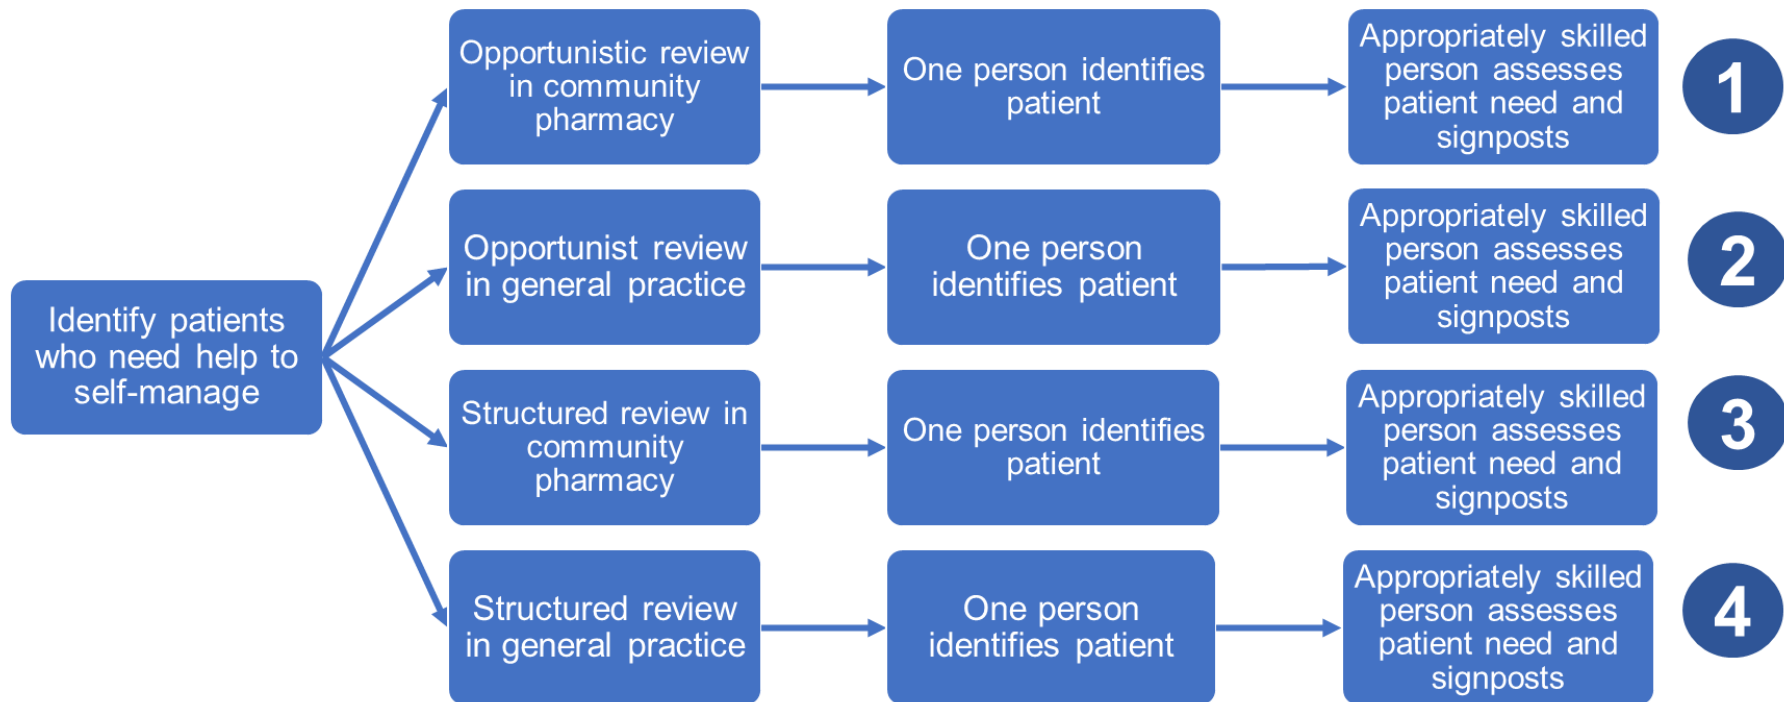 Identify patients
who need help to
self-manage
Opportunistic review
in community
pharmacy
One person identifies
patient
Appropriately skilled
person assesses
patient need and
signposts
1
Opportunist review
in general practice
One person
identifies patient
Appropriately skilled
person assesses
patient need and
signposts
2
Structured review in
community
pharmacy
One person identifies
patient
Appropriately skilled
person assesses
patient need and
signposts
3
Structured review
in general practice
One person
identifies patient
Appropriately skilled
person assesses
patient need and
signposts
4